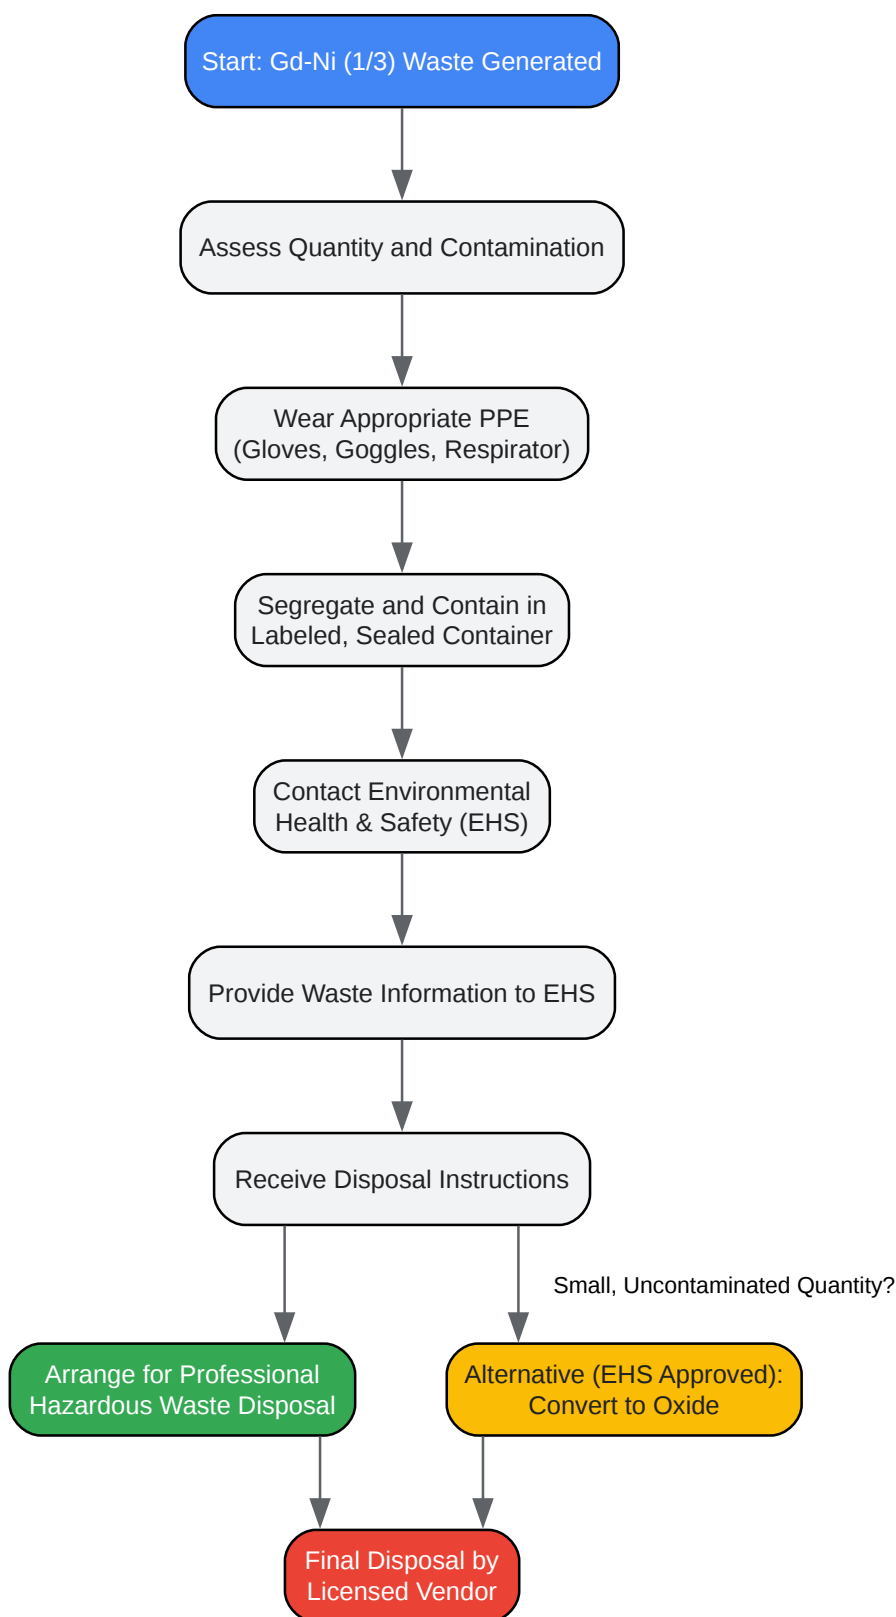 Start: Gd-Ni (1/3) Waste Generated
Assess Quantity and Contamination
Wear Appropriate PPE
(Gloves, Goggles, Respirator)
Segregate and Contain in
Labeled, Sealed Container
Contact Environmental
Health & Safety (EHS)
Provide Waste Information to EHS
Receive Disposal Instructions
Small, Uncontaminated Quantity?
Arrange for Professional
Hazardous Waste Disposal
Alternative (EHS Approved):
Convert to Oxide
Final Disposal by
Licensed Vendor